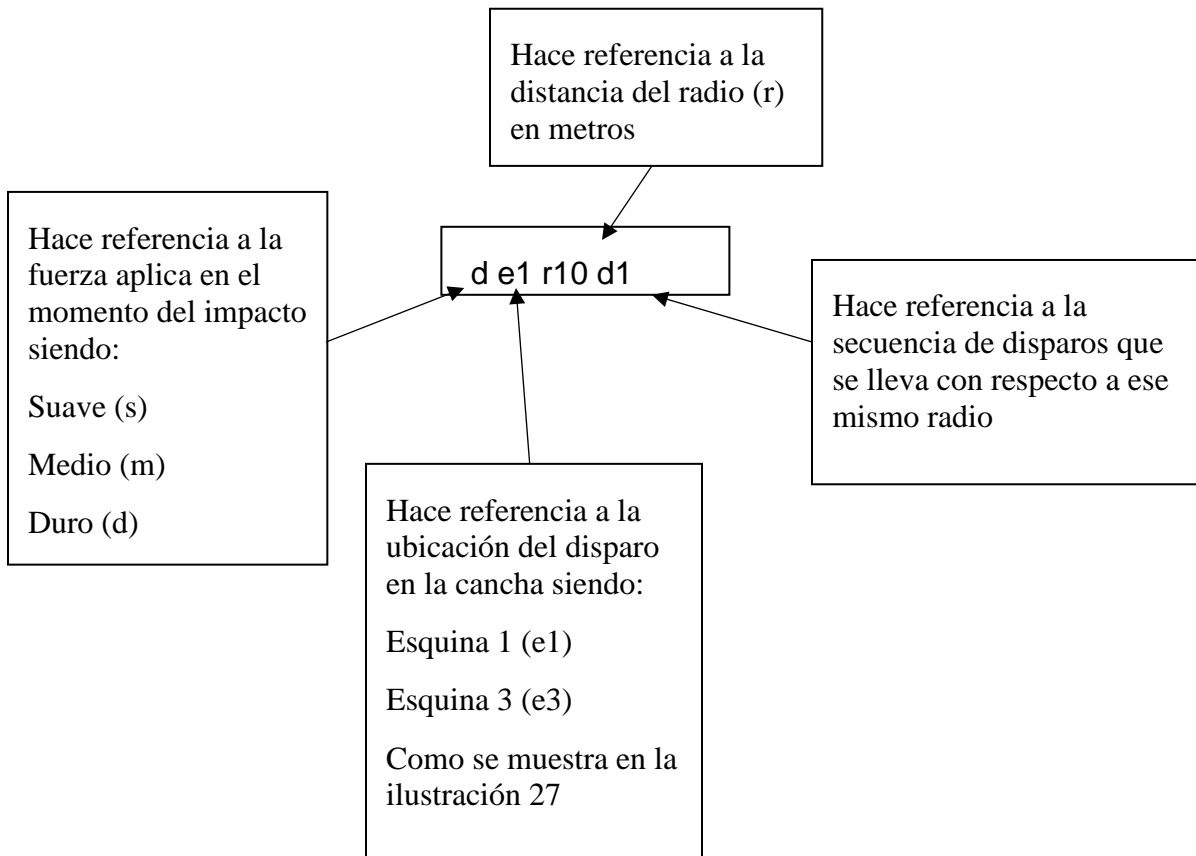 Hace referencia a la
distancia del radio (r)
en metros
Hace referencia a la
fuerza aplica en el
momento del impacto
siendo:
Suave (s)
Medio (m)
Duro (d)
d e1 r10 d1
Hace referencia a la
secuencia de disparos que
se lleva con respecto a ese
mismo radio
Hace referencia a la
ubicación del disparo
en la cancha siendo:
Esquina 1 (e1)
Esquina 3 (e3)
Como se muestra en la
ilustración 27